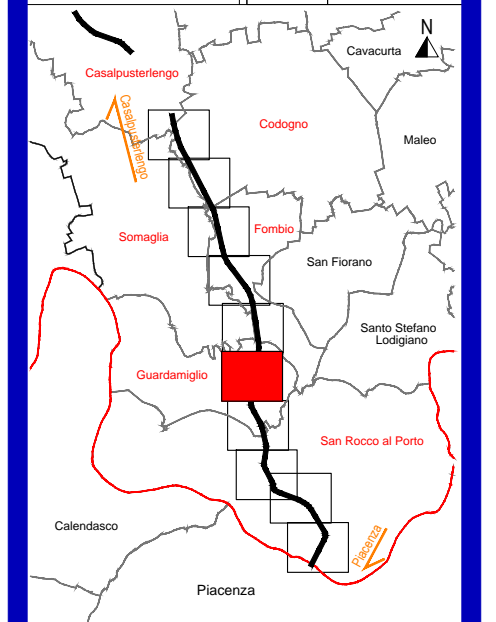 N
Cavacurta
Casalpusterlengo
Casalpusterlengo
Codogno
Maleo
Somaglia
Fombio
San Fiorano
Santo Stefano
Lodigiano
Guardamiglio
San Rocco al Porto
Calendasco
Piacenza
Piacenza